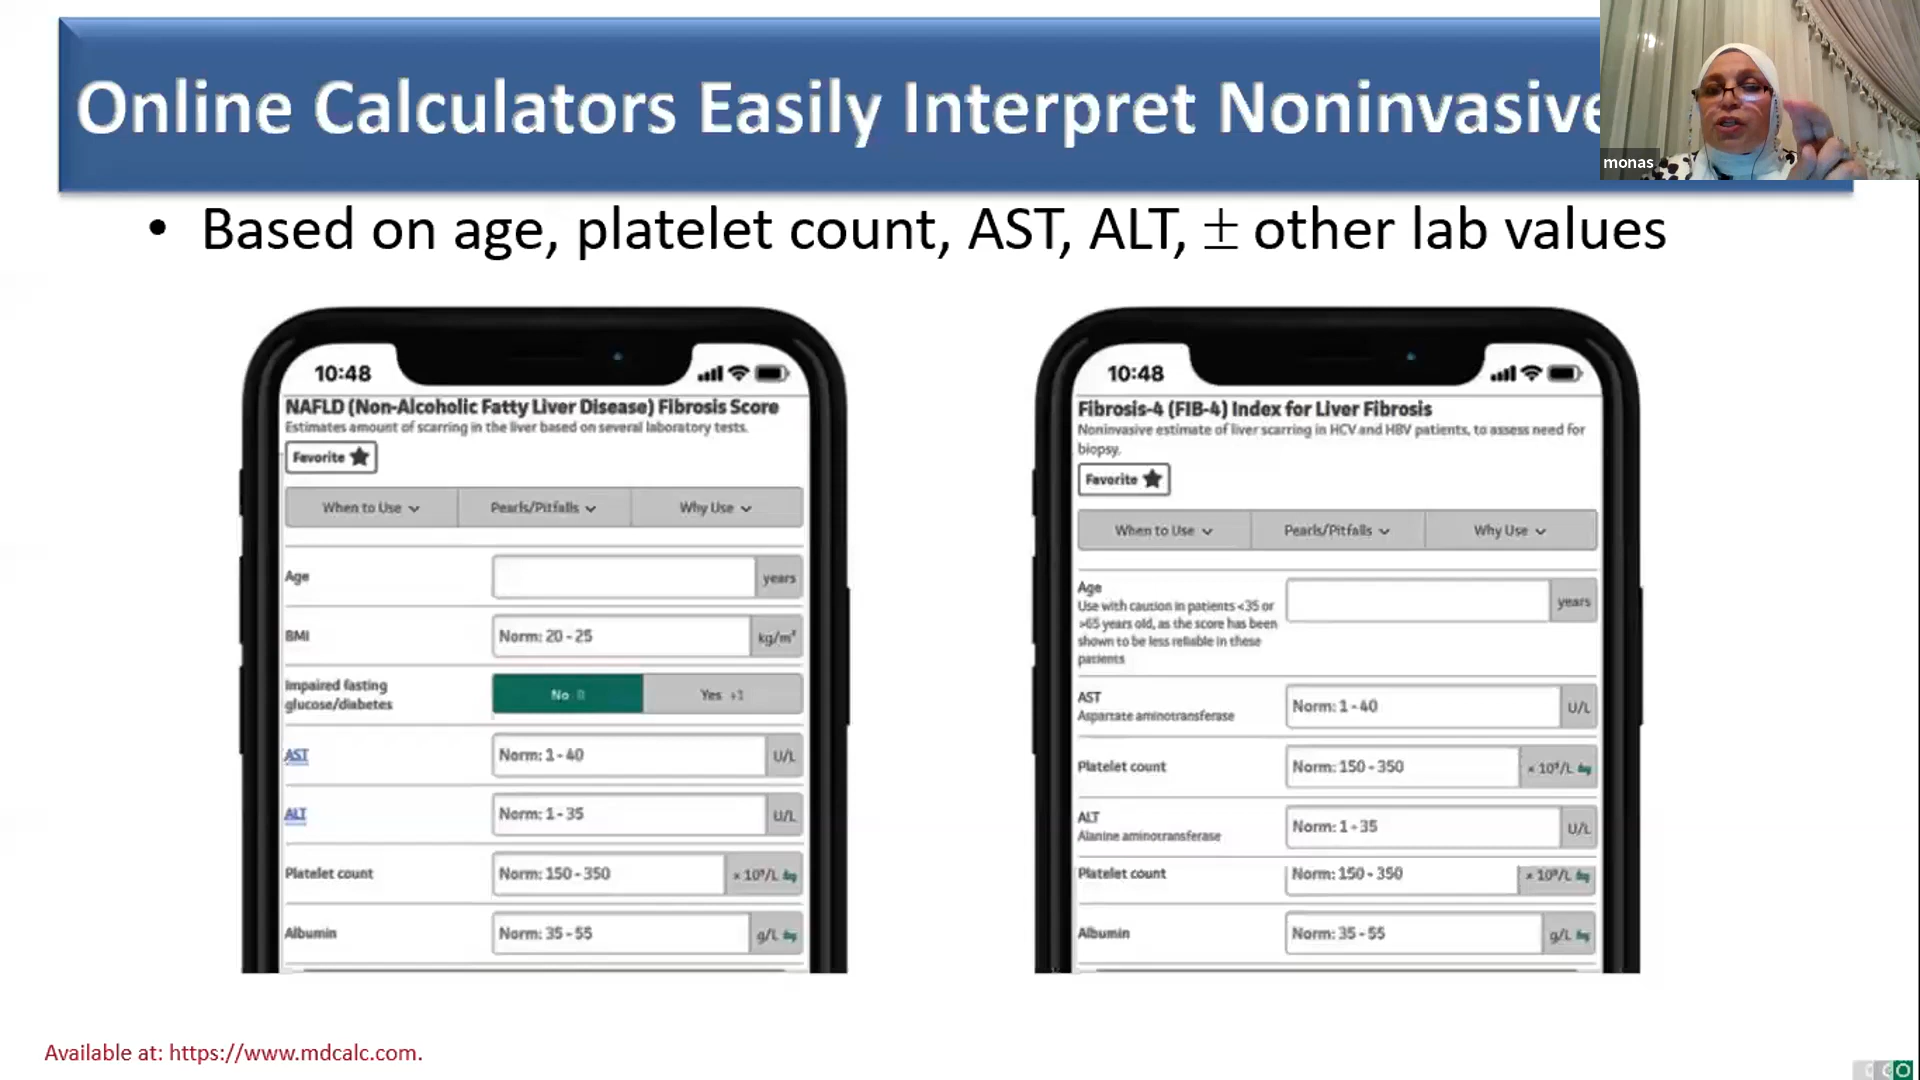 Online Calculators Easily Interpret Noninvasive
monas
• Based on age, platelet count, AST, ALT, ± other lab values
10:48
NAFLD (Non-Alcoholic Fatty Liver Disease) Fibrosis Score
Estimates amount of scarring in the liver based on several laboratory tests.
Favorite
When to Use Pearls/Pitfalls Why Use
Age years
BMI Norm: 20 - 25 kg/m²
Impaired fasting
glucose/diabetes
No 0 Yes +1
AST Norm: 1 - 40 U/L
ALT Norm: 1 - 35 U/L
Platelet count Norm: 150 - 350 × 10⁹/L
Albumin Norm: 35 - 55 g/L
10:48
Fibrosis-4 (FIB-4) Index for Liver Fibrosis
Noninvasive estimate of liver scarring in HCV and HBV patients, to assess need for
biopsy.
Favorite
When to Use Pearls/Pitfalls Why Use
Age years
Use with caution in patients <35 or
>65 years old, as the score has been
shown to be less reliable in these
patients
AST Norm: 1 - 40 U/L
Aspartate aminotransferase
Platelet count Norm: 150 - 350 × 10⁹/L
ALT Norm: 1 - 35 U/L
Alanine aminotransferase
Platelet count Norm: 150 - 350 × 10⁹/L
Albumin Norm: 35 - 55 g/L
Available at: https://www.mdcalc.com.